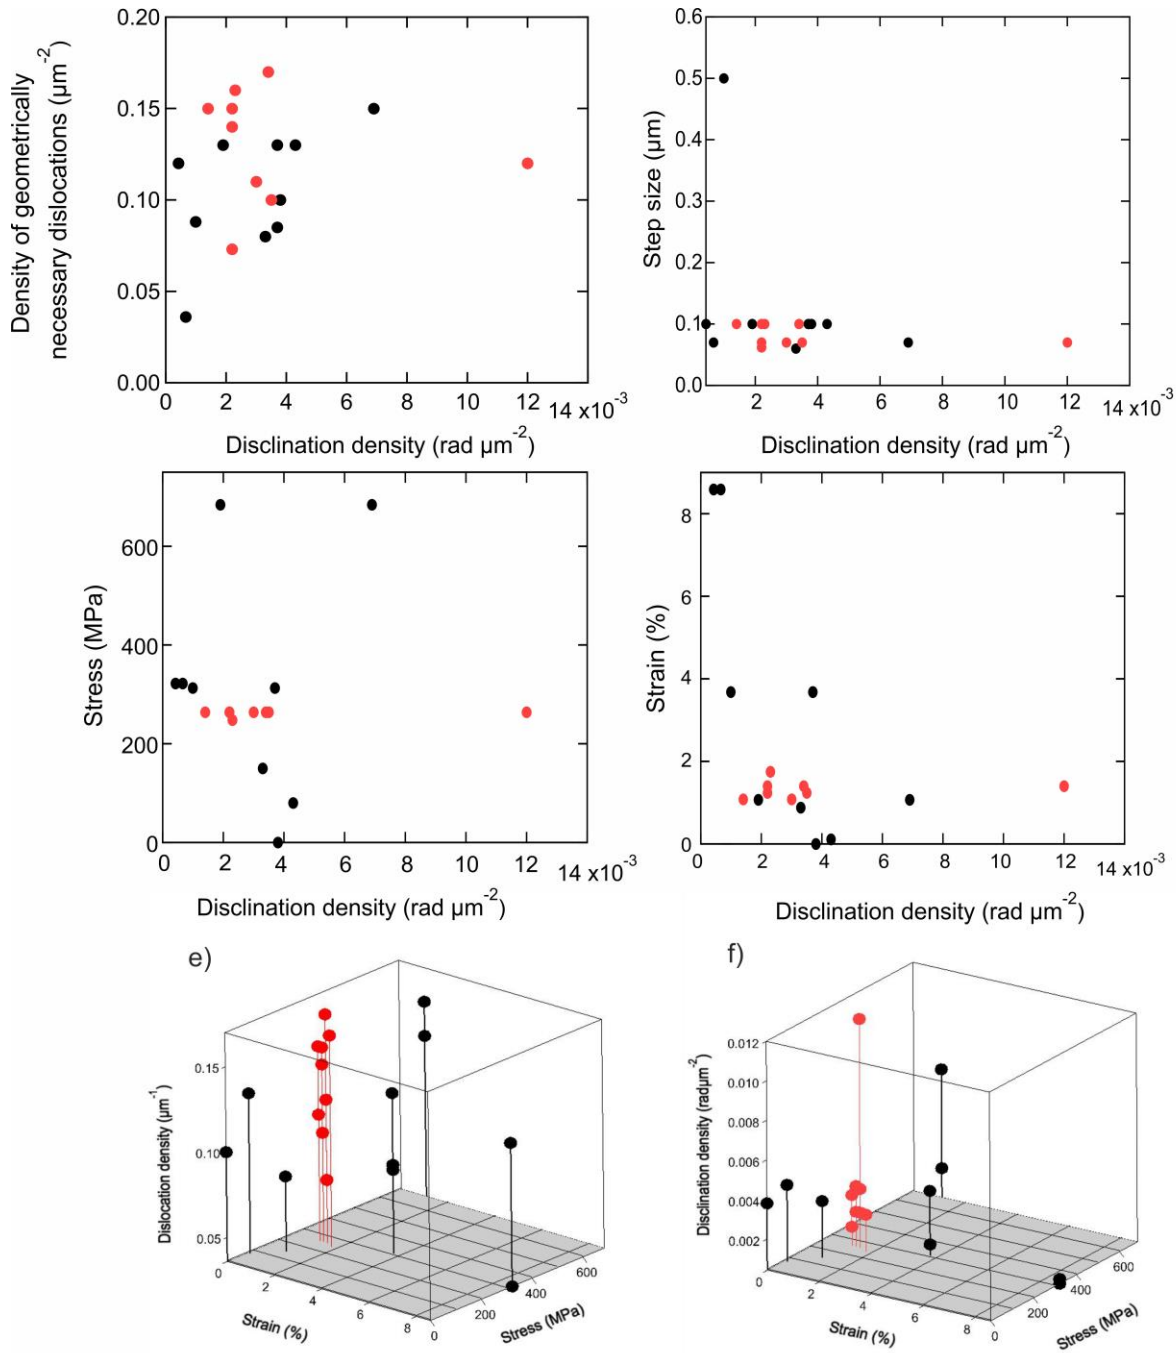 0.20
0.15
0.10
0.05
0.00
Density of geometrically
necessary dislocations (µm⁻²)
0 2 4 6 8 10 12 14 x10⁻³
Disclination density (rad µm⁻²)
0.6
0.5
0.4
0.3
0.2
0.1
0.0
Step size (µm)
2 4 6 8 10 12 14 x10⁻³
Disclination density (rad µm⁻²)
600
400
200
0
Stress (MPa)
0 2 4 6 8 10 12 14 x10⁻³
Disclination density (rad µm⁻²)
8
6
4
2
0
Strain (%)
0 2 4 6 8 10 12 14 x10⁻³
Disclination density (rad µm⁻²)
e)
0.15
0.10
0.05
Dislocation density (µm⁻¹)
0 2 4 6 8
Strain (%)
0 200 400 600
Stress (MPa)
f)
0.012
0.010
0.008
0.006
0.004
0.002
Disclination density (radµm⁻²)
0 2 4 6 8
Strain (%)
0 200 400 600
Stress (MPa)